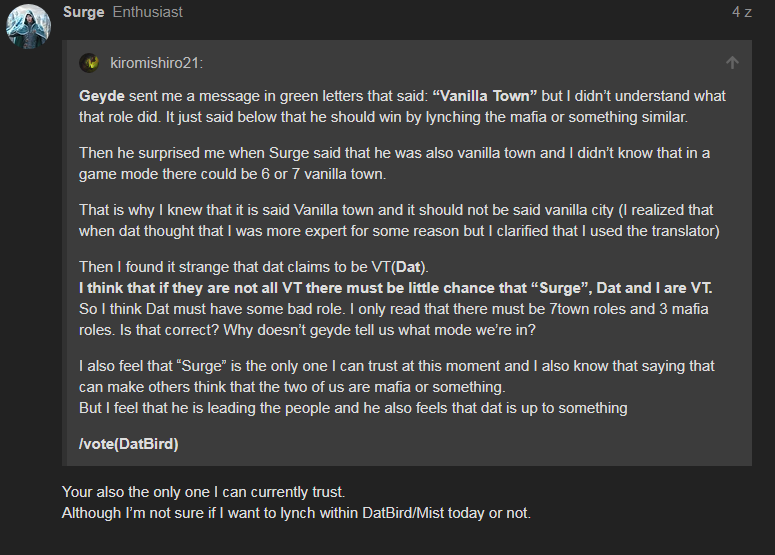 Surge Enthusiast 4 z
kiromishiro21:
Geyde sent me a message in green letters that said: “Vanilla Town” but I didn’t understand what
that role did. It just said below that he should win by lynching the mafia or something similar.
Then he surprised me when Surge said that he was also vanilla town and I didn’t know that in a
game mode there could be 6 or 7 vanilla town.
That is why I knew that it is said Vanilla town and it should not be said vanilla city (I realized that
when dat thought that I was more expert for some reason but I clarified that I used the translator)
Then I found it strange that dat claims to be VT(Dat).
I think that if they are not all VT there must be little chance that “Surge”, Dat and I are VT.
So I think Dat must have some bad role. I only read that there must be 7town roles and 3 mafia
roles. Is that correct? Why doesn’t geyde tell us what mode we’re in?
I also feel that “Surge” is the only one I can trust at this moment and I also know that saying that
can make others think that the two of us are mafia or something.
But I feel that he is leading the people and he also feels that dat is up to something
/vote(DatBird)
Your also the only one I can currently trust.
Although I’m not sure if I want to lynch within DatBird/Mist today or not.